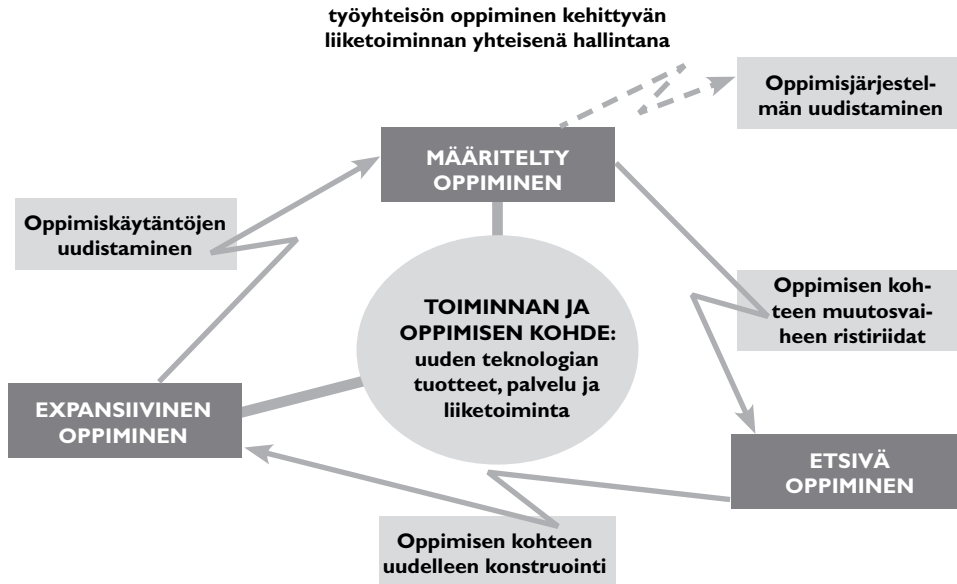 työyhteisön oppiminen kehittyvän
liiketoiminnan yhteisenä hallintana
Oppimisjärjestel-
män uudistaminen
MÄÄRITELTY
OPPIMINEN
Oppimiskäytäntöjen
uudistaminen
Oppimisen koh-
teen muutosvai-
heen ristiriidat
TOIMINNAN JA
OPPIMISEN KOHDE:
uuden teknologian
tuotteet, palvelu ja
liiketoiminta
EXPANSIIVINEN
OPPIMINEN
ETSIVÄ
OPPIMINEN
Oppimisen kohteen
uudelleen konstruointi